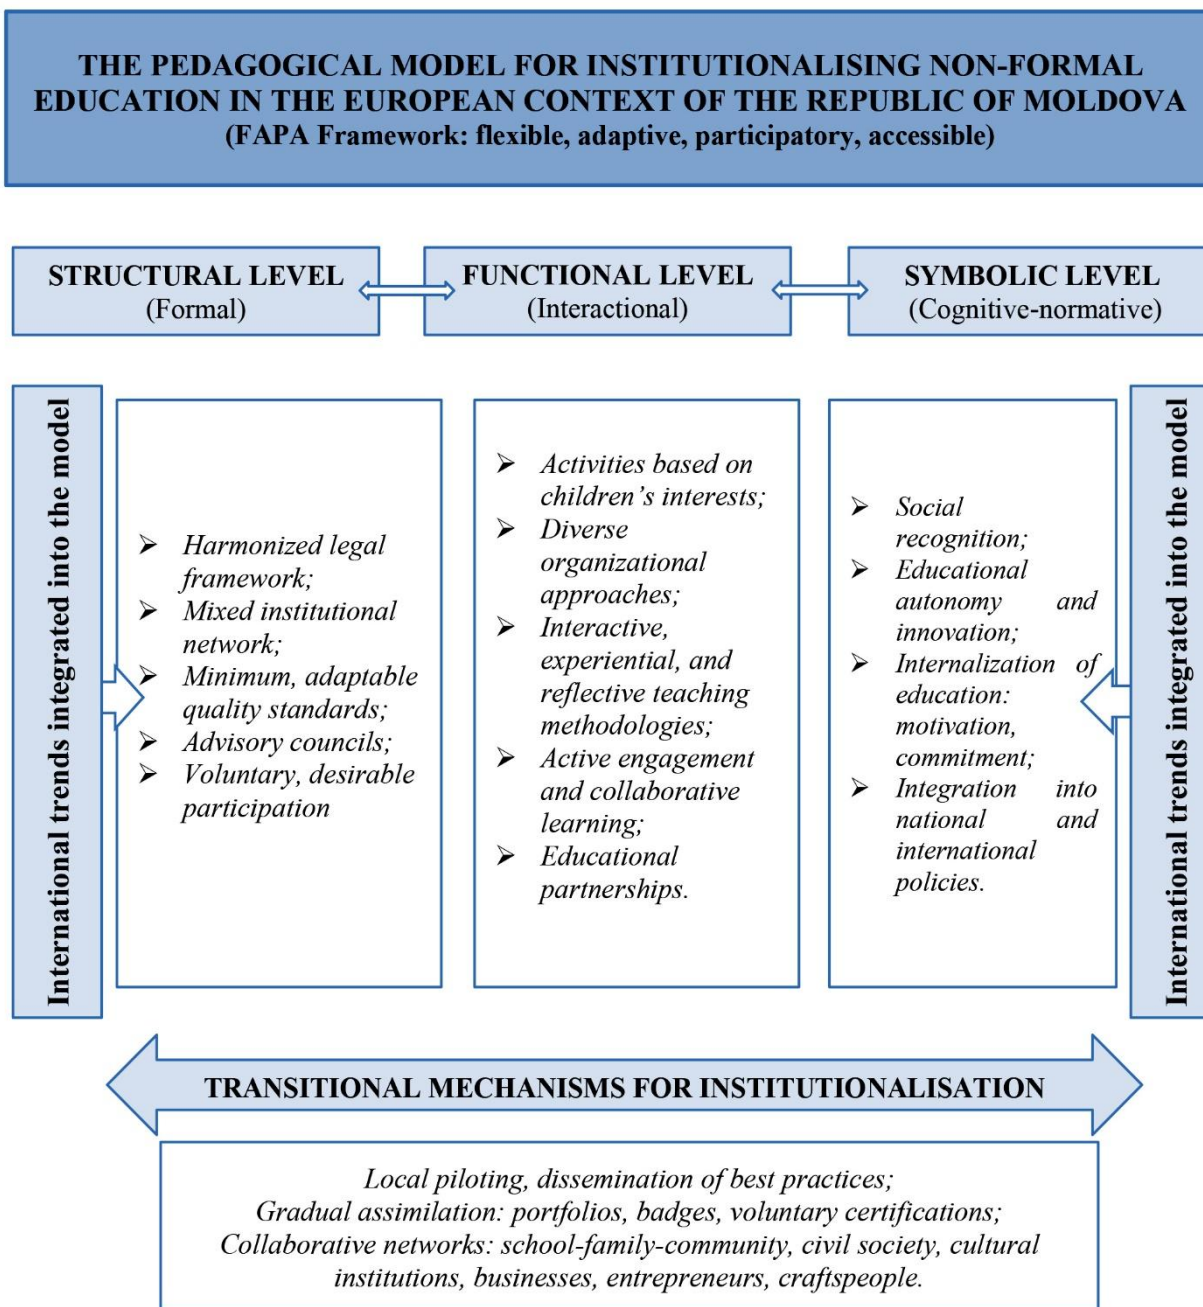 THE PEDAGOGICAL MODEL FOR INSTITUTIONALISING NON-FORMAL
EDUCATION IN THE EUROPEAN CONTEXT OF THE REPUBLIC OF MOLDOVA
(FAPA Framework: flexible, adaptive, participatory, accessible)
STRUCTURAL LEVEL
(Formal)
FUNCTIONAL LEVEL
(Interactional)
SYMBOLIC LEVEL
(Cognitive-normative)
International trends integrated into the model
➢ Harmonized legal
framework;
➢ Mixed institutional
network;
➢ Minimum, adaptable
quality standards;
➢ Advisory councils;
➢ Voluntary, desirable
participation
➢ Activities based on
children’s interests;
➢ Diverse
organizational
approaches;
➢ Interactive,
experiential, and
reflective teaching
methodologies;
➢ Active engagement
and collaborative
learning;
➢ Educational
partnerships.
➢ Social
recognition;
➢ Educational
autonomy and
innovation;
➢ Internalization of
education:
motivation,
commitment;
➢ Integration into
national and
international
policies.
International trends integrated into the model
TRANSITIONAL MECHANISMS FOR INSTITUTIONALISATION
Local piloting, dissemination of best practices;
Gradual assimilation: portfolios, badges, voluntary certifications;
Collaborative networks: school-family-community, civil society, cultural
institutions, businesses, entrepreneurs, craftspeople.